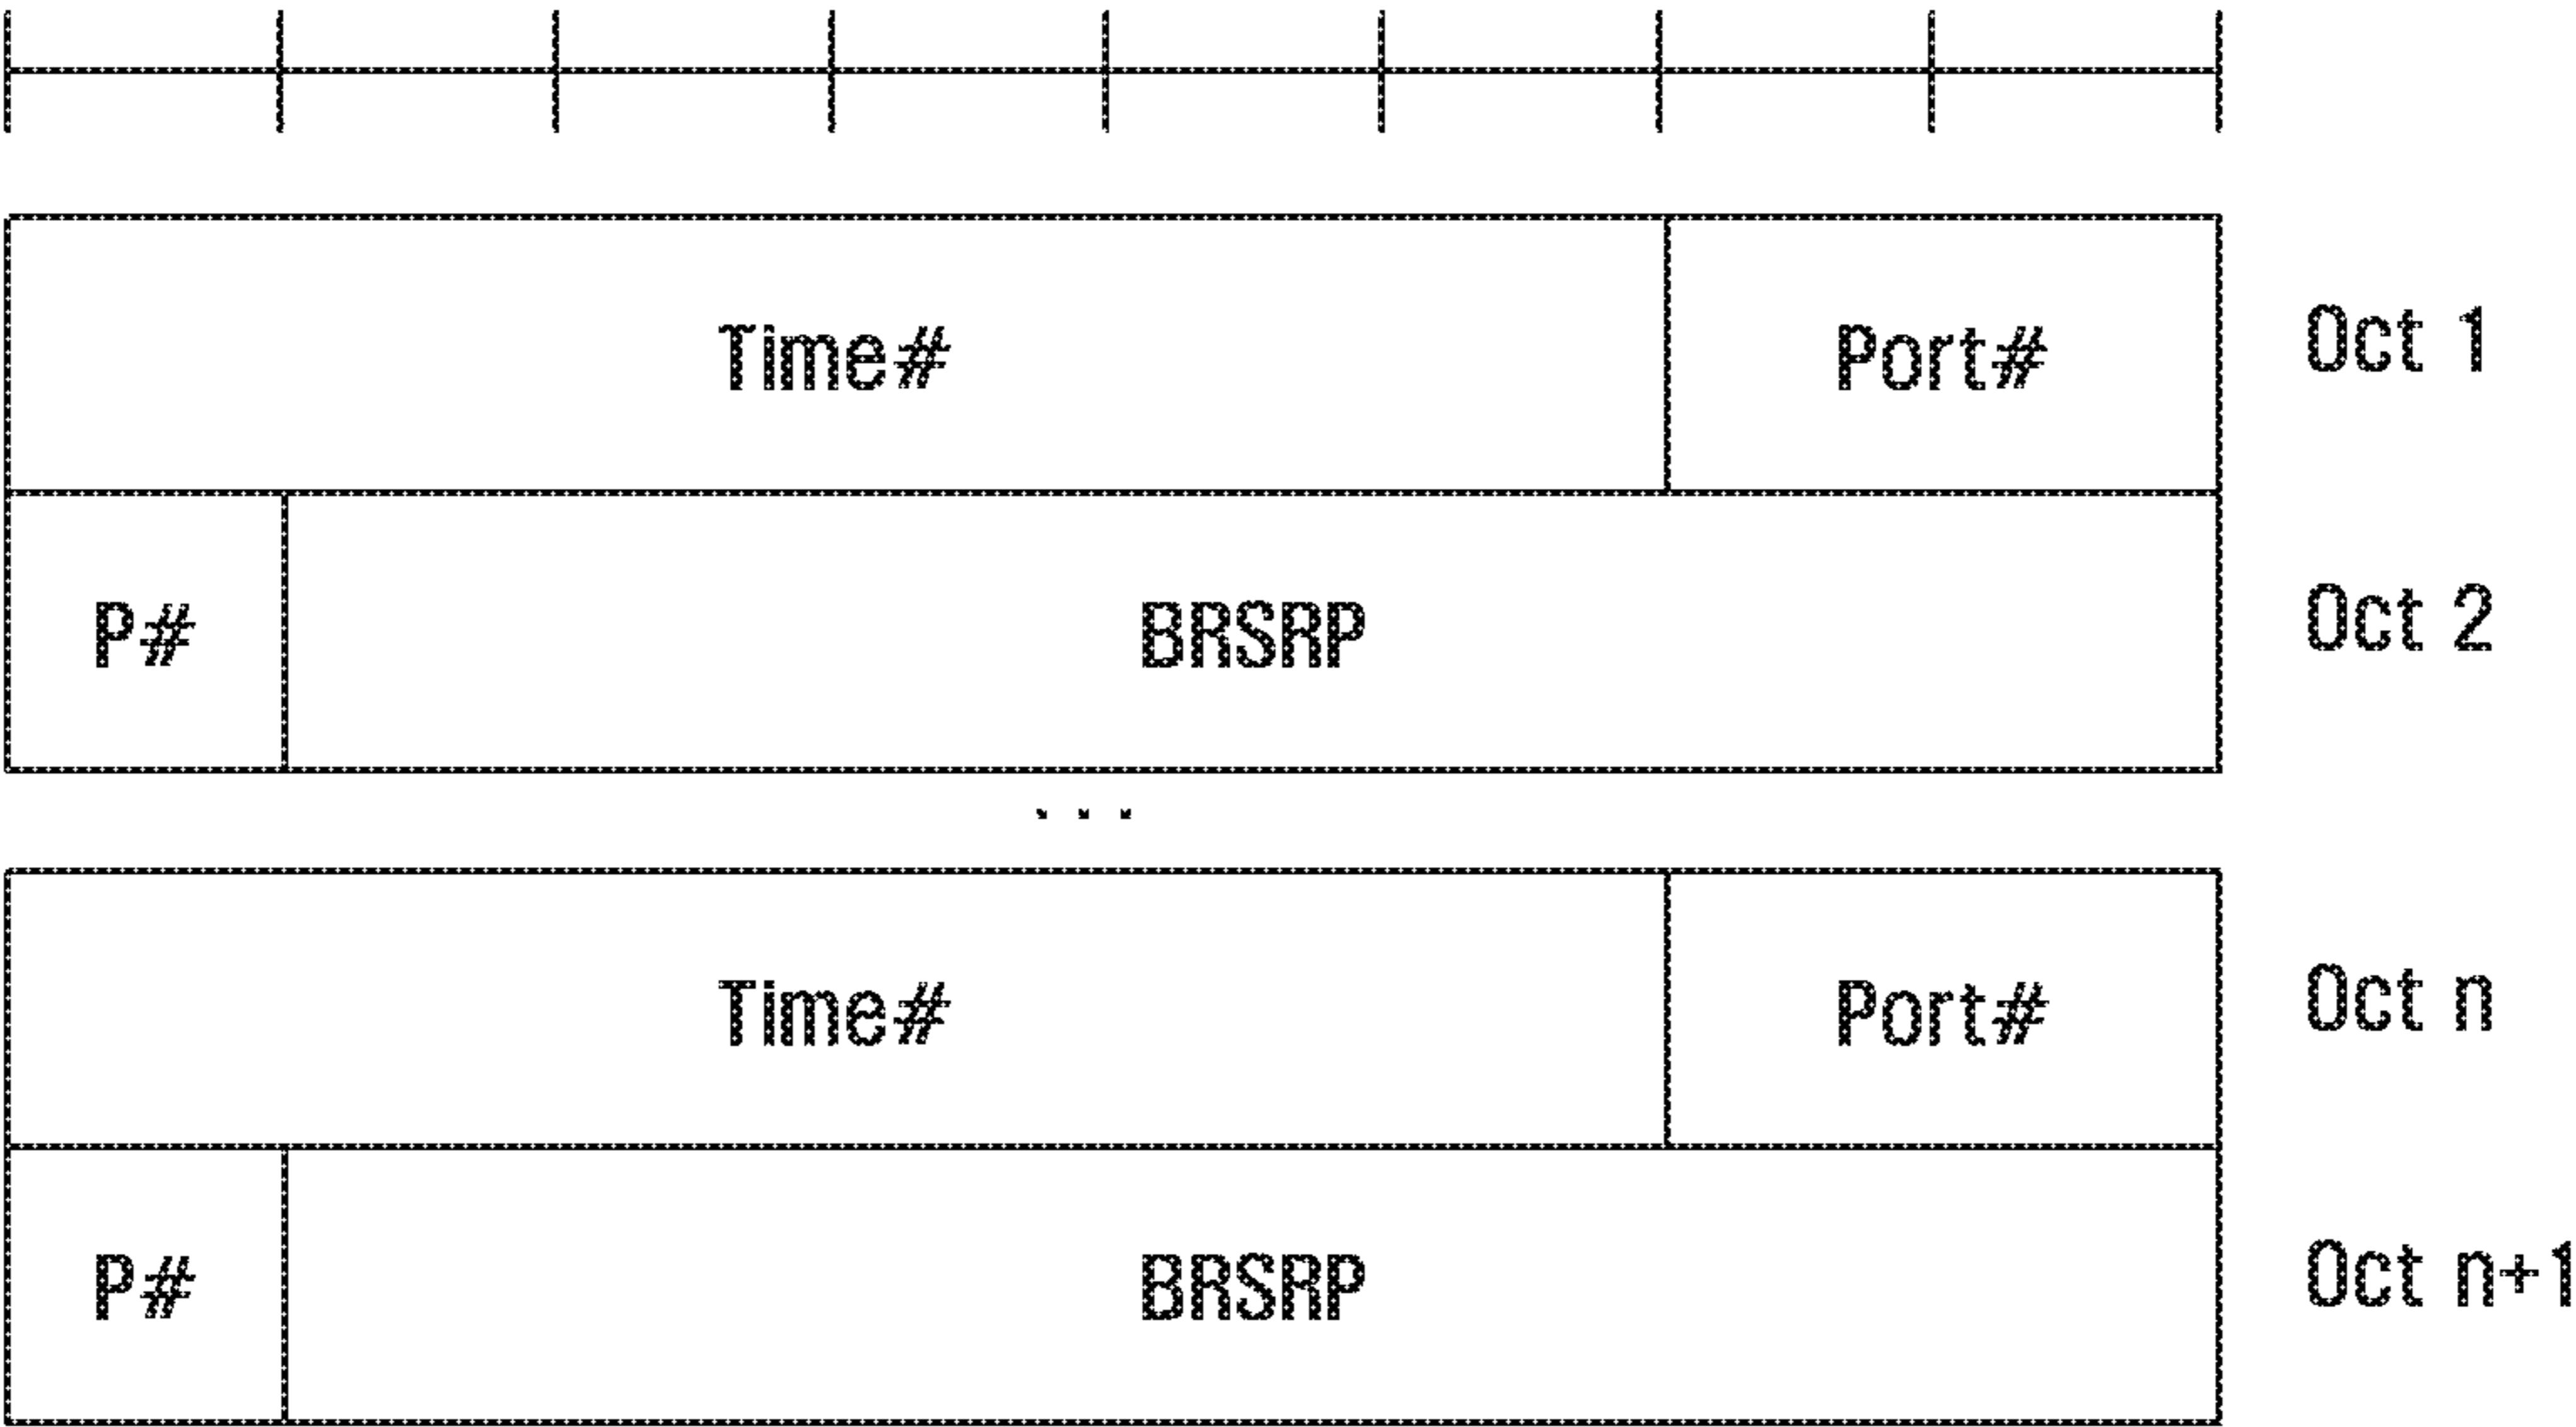 Time# Port# Oct 1
P# BRSRP Oct 2
...
Time# Port# Oct n
P# BRSRP Oct n+1